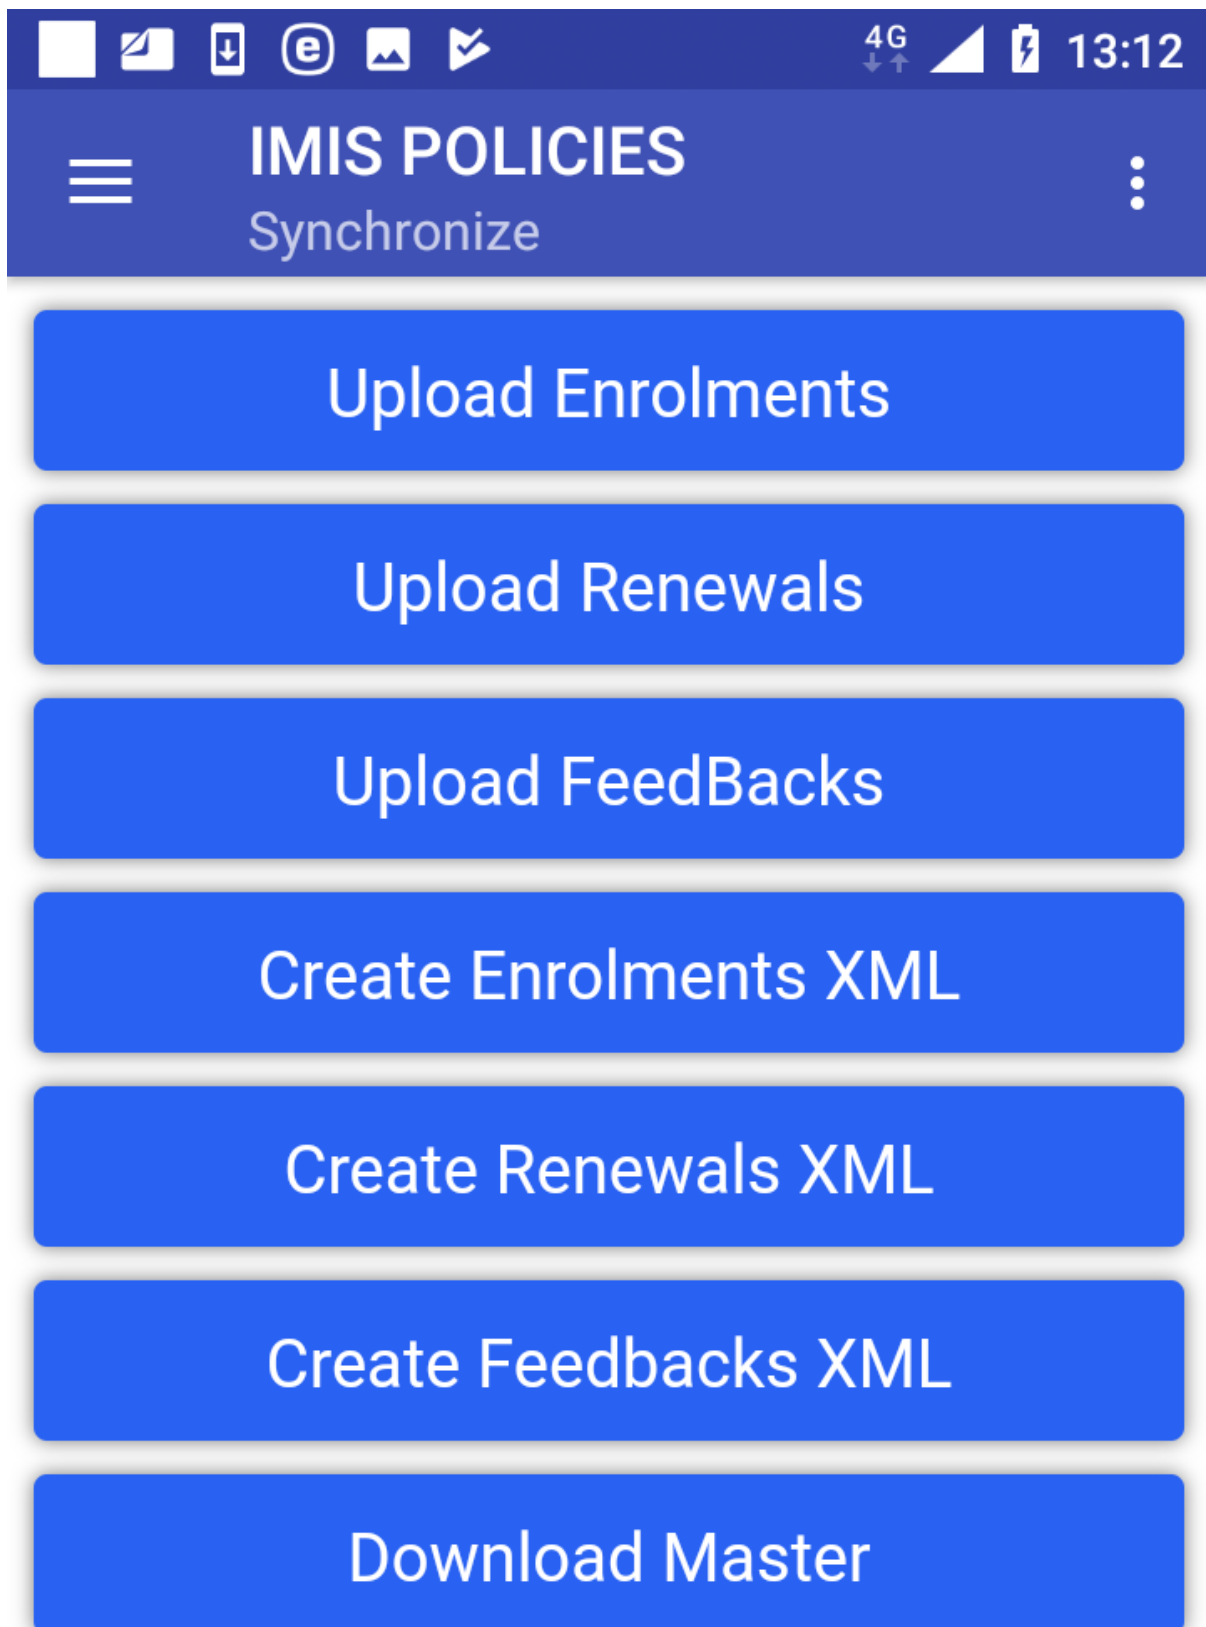 4G 13:12
IMIS POLICIES
Synchronize
Upload Enrolments
Upload Renewals
Upload FeedBacks
Create Enrolments XML
Create Renewals XML
Create Feedbacks XML
Download Master